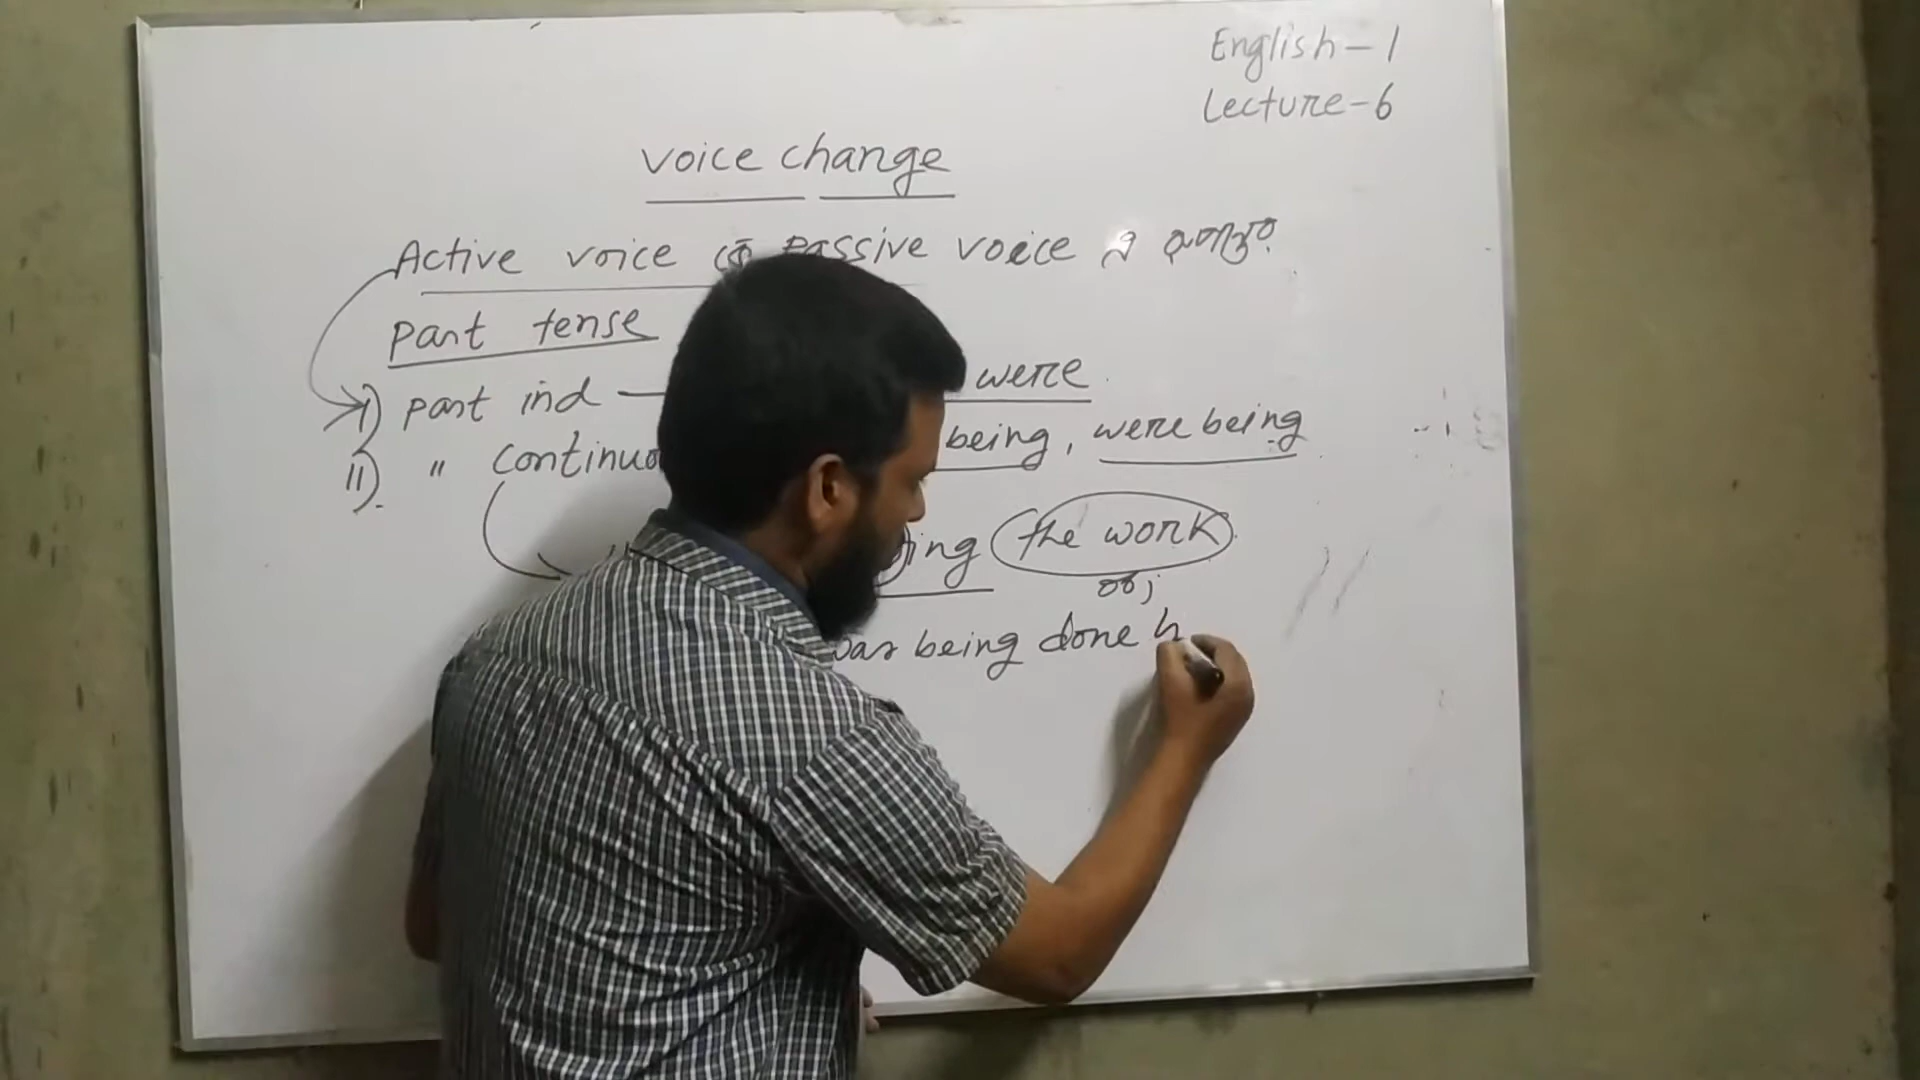 English-1
Lecture-6
voice change
Active voice কে passive voice এ রূপান্তর
Past tense
i) past ind — were
ii) " continuo being, were being
ing the work
obj
was being done b